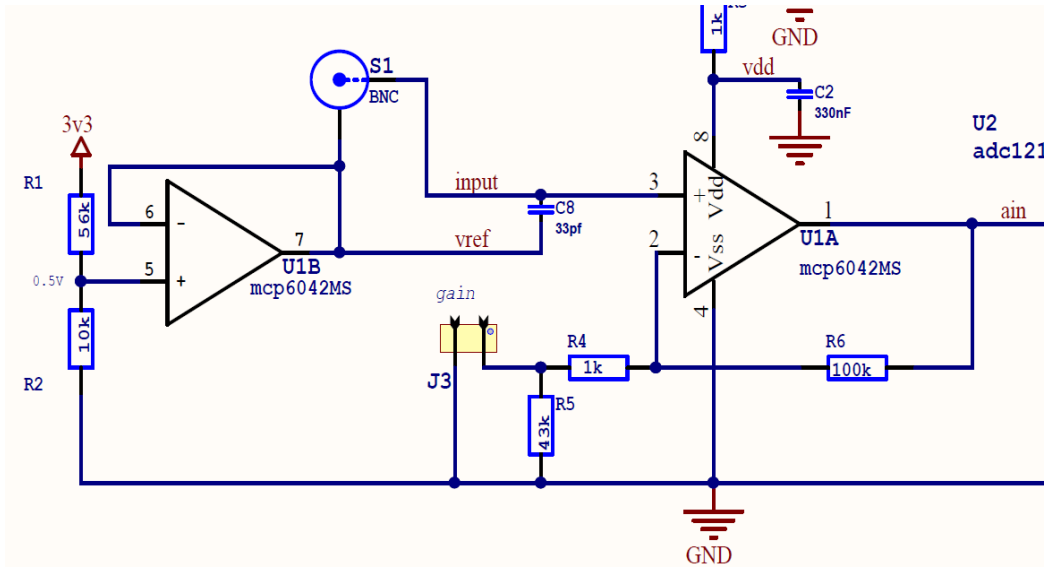 1k
GND
S1
BNC
vdd
C2
330nF
U2
adc121
3v3
R1
56k
0.5V
10k
R2
6
-
5
+
7
U1B
mcp6042MS
input
vref
C8
33pf
3
+
2
-
8
Vdd
Vss
4
1
U1A
mcp6042MS
ain
gain
J3
R4
1k
R5
43k
R6
100k
GND